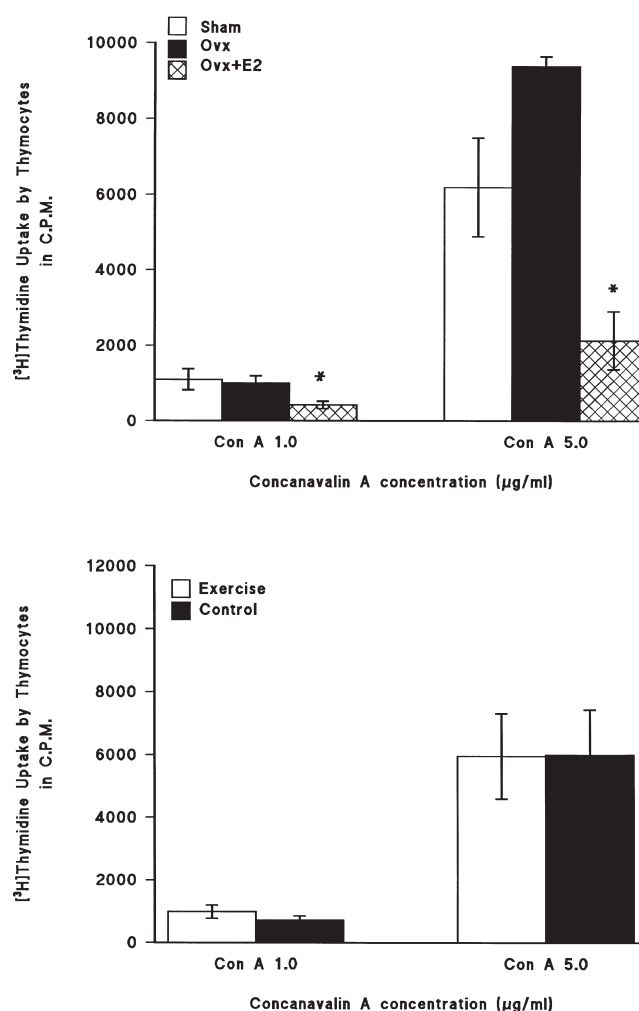 Sham
Ovx
Ovx+E2
10000
8000
6000
4000
2000
0
[³H]Thymidine Uptake by Thymocytes
in C.P.M.
*
*
Con A 1.0
Con A 5.0
Concanavalin A concentration (µg/ml)
12000
10000
8000
6000
4000
2000
0
Exercise
Control
[³H]Thymidine Uptake by Thymocytes
in C.P.M.
Con A 1.0
Con A 5.0
Concanavalin A concentration (µg/ml)